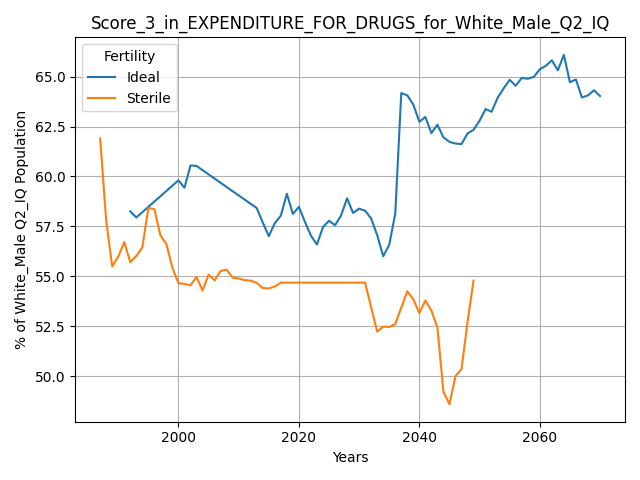 Score_3_in_EXPENDITURE_FOR_DRUGS_for_White_Male_Q2_IQ
Fertility
Ideal
Sterile
% of White_Male Q2_IQ Population
65.0
62.5
60.0
57.5
55.0
52.5
50.0
2000
2020
2040
2060
Years